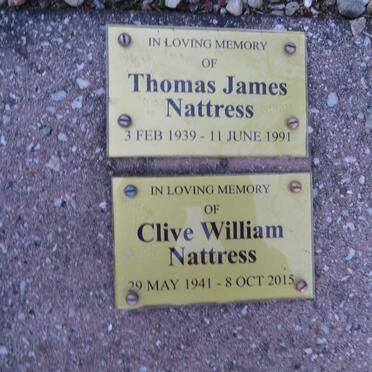 IN LOVING MEMORY
OF
Thomas James
Nattress
3 FEB 1939 - 11 JUNE 1991
IN LOVING MEMORY
OF
Clive William
Nattress
29 MAY 1941 - 8 OCT 2015